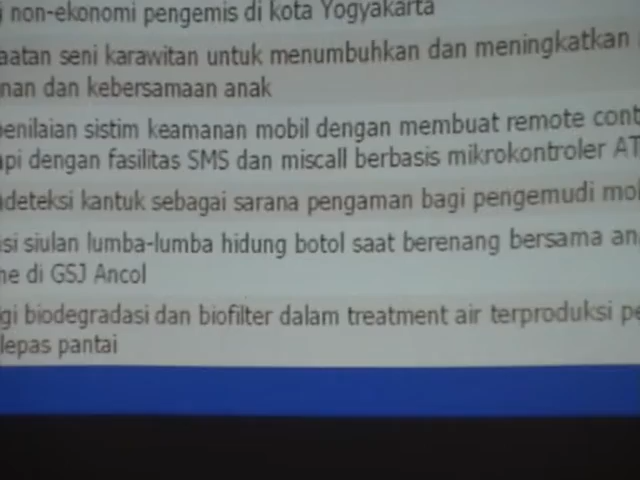 non-ekonomi pengemis di kota Yogyakarta
aatan seni karawitan untuk menumbuhkan dan meningkatkan
nan dan kebersamaan anak
penilaian sistim keamanan mobil dengan membuat remote cont
api dengan fasilitas SMS dan miscall berbasis mikrokontroler AT
deteksi kantuk sebagai sarana pengaman bagi pengemudi mo
si siulan lumba-lumba hidung botol saat berenang bersama an
ne di GSJ Ancol
gi biodegradasi dan biofilter dalam treatment air terproduksi pe
lepas pantai